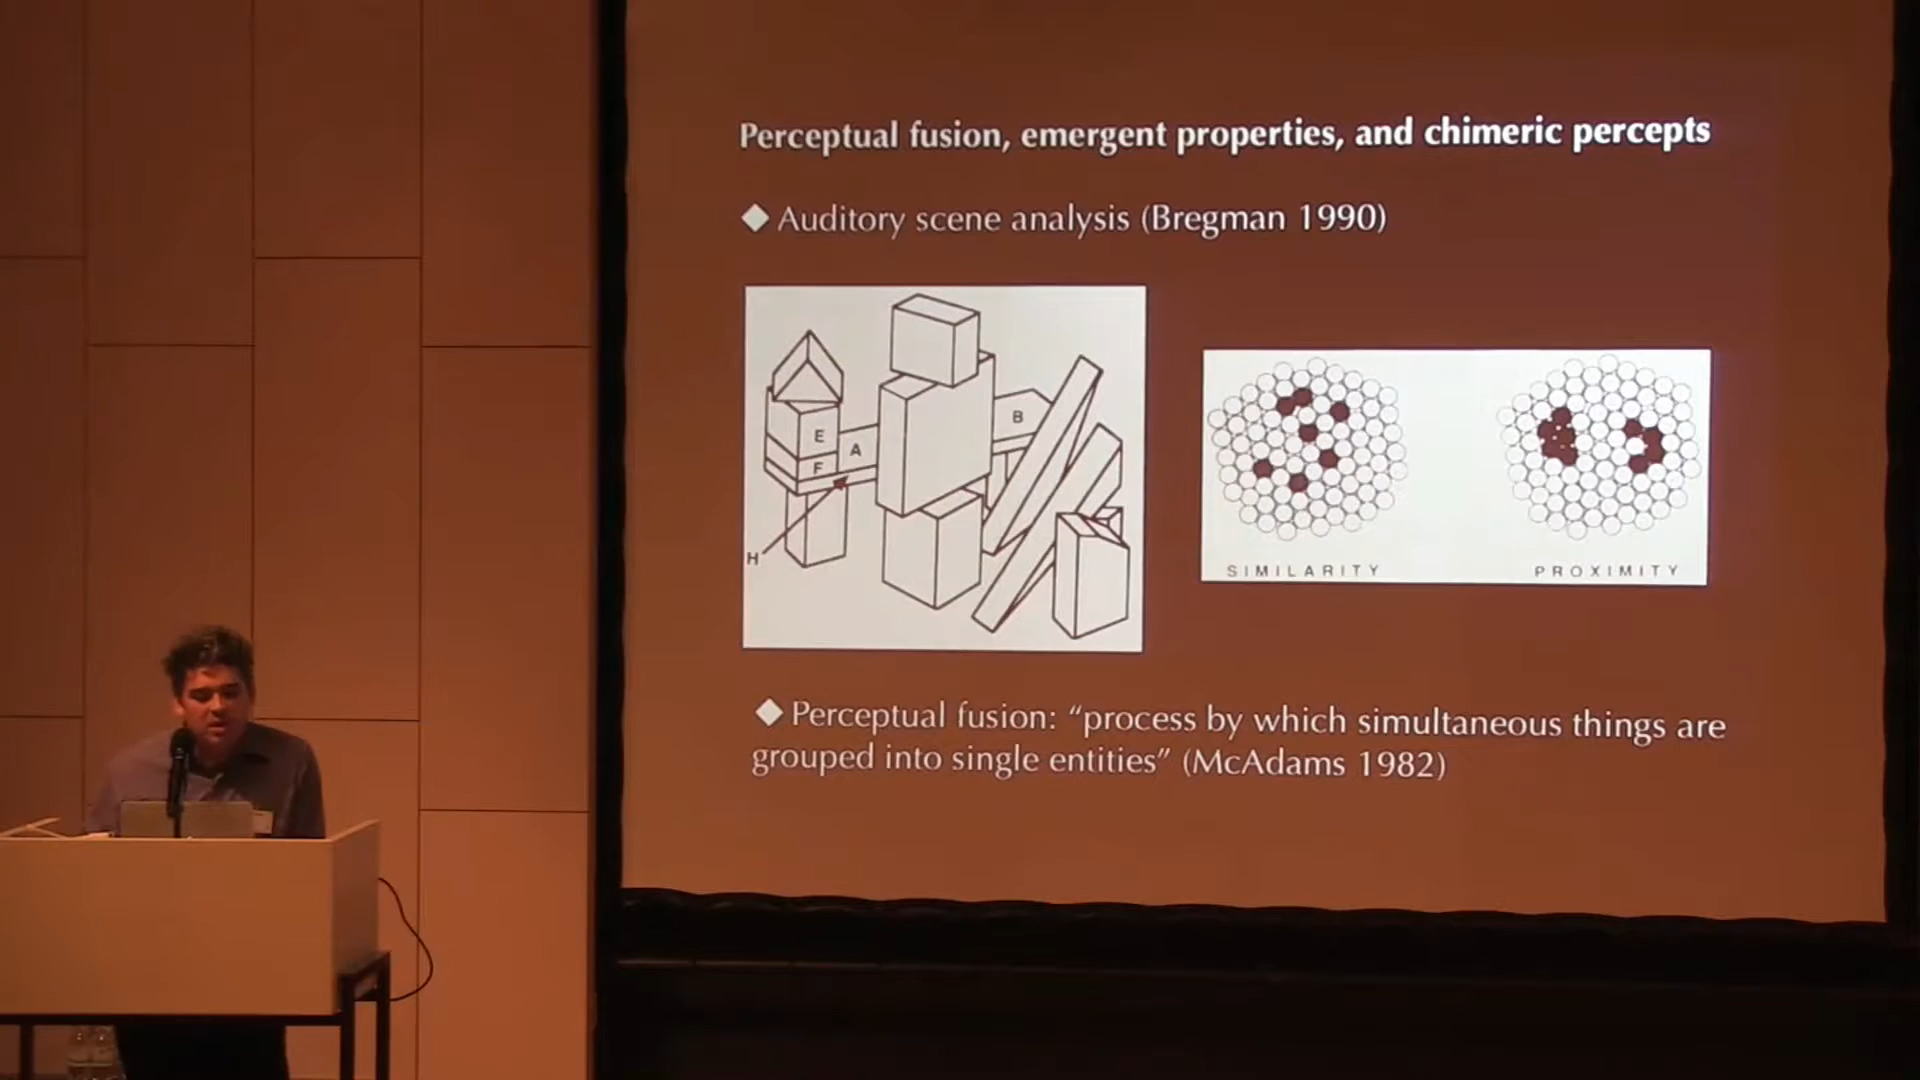 Perceptual fusion, emergent properties, and chimeric percepts
◆ Auditory scene analysis (Bregman 1990)
B
E
A
F
H
SIMILARITY
PROXIMITY
◆ Perceptual fusion: “process by which simultaneous things are
grouped into single entities” (McAdams 1982)